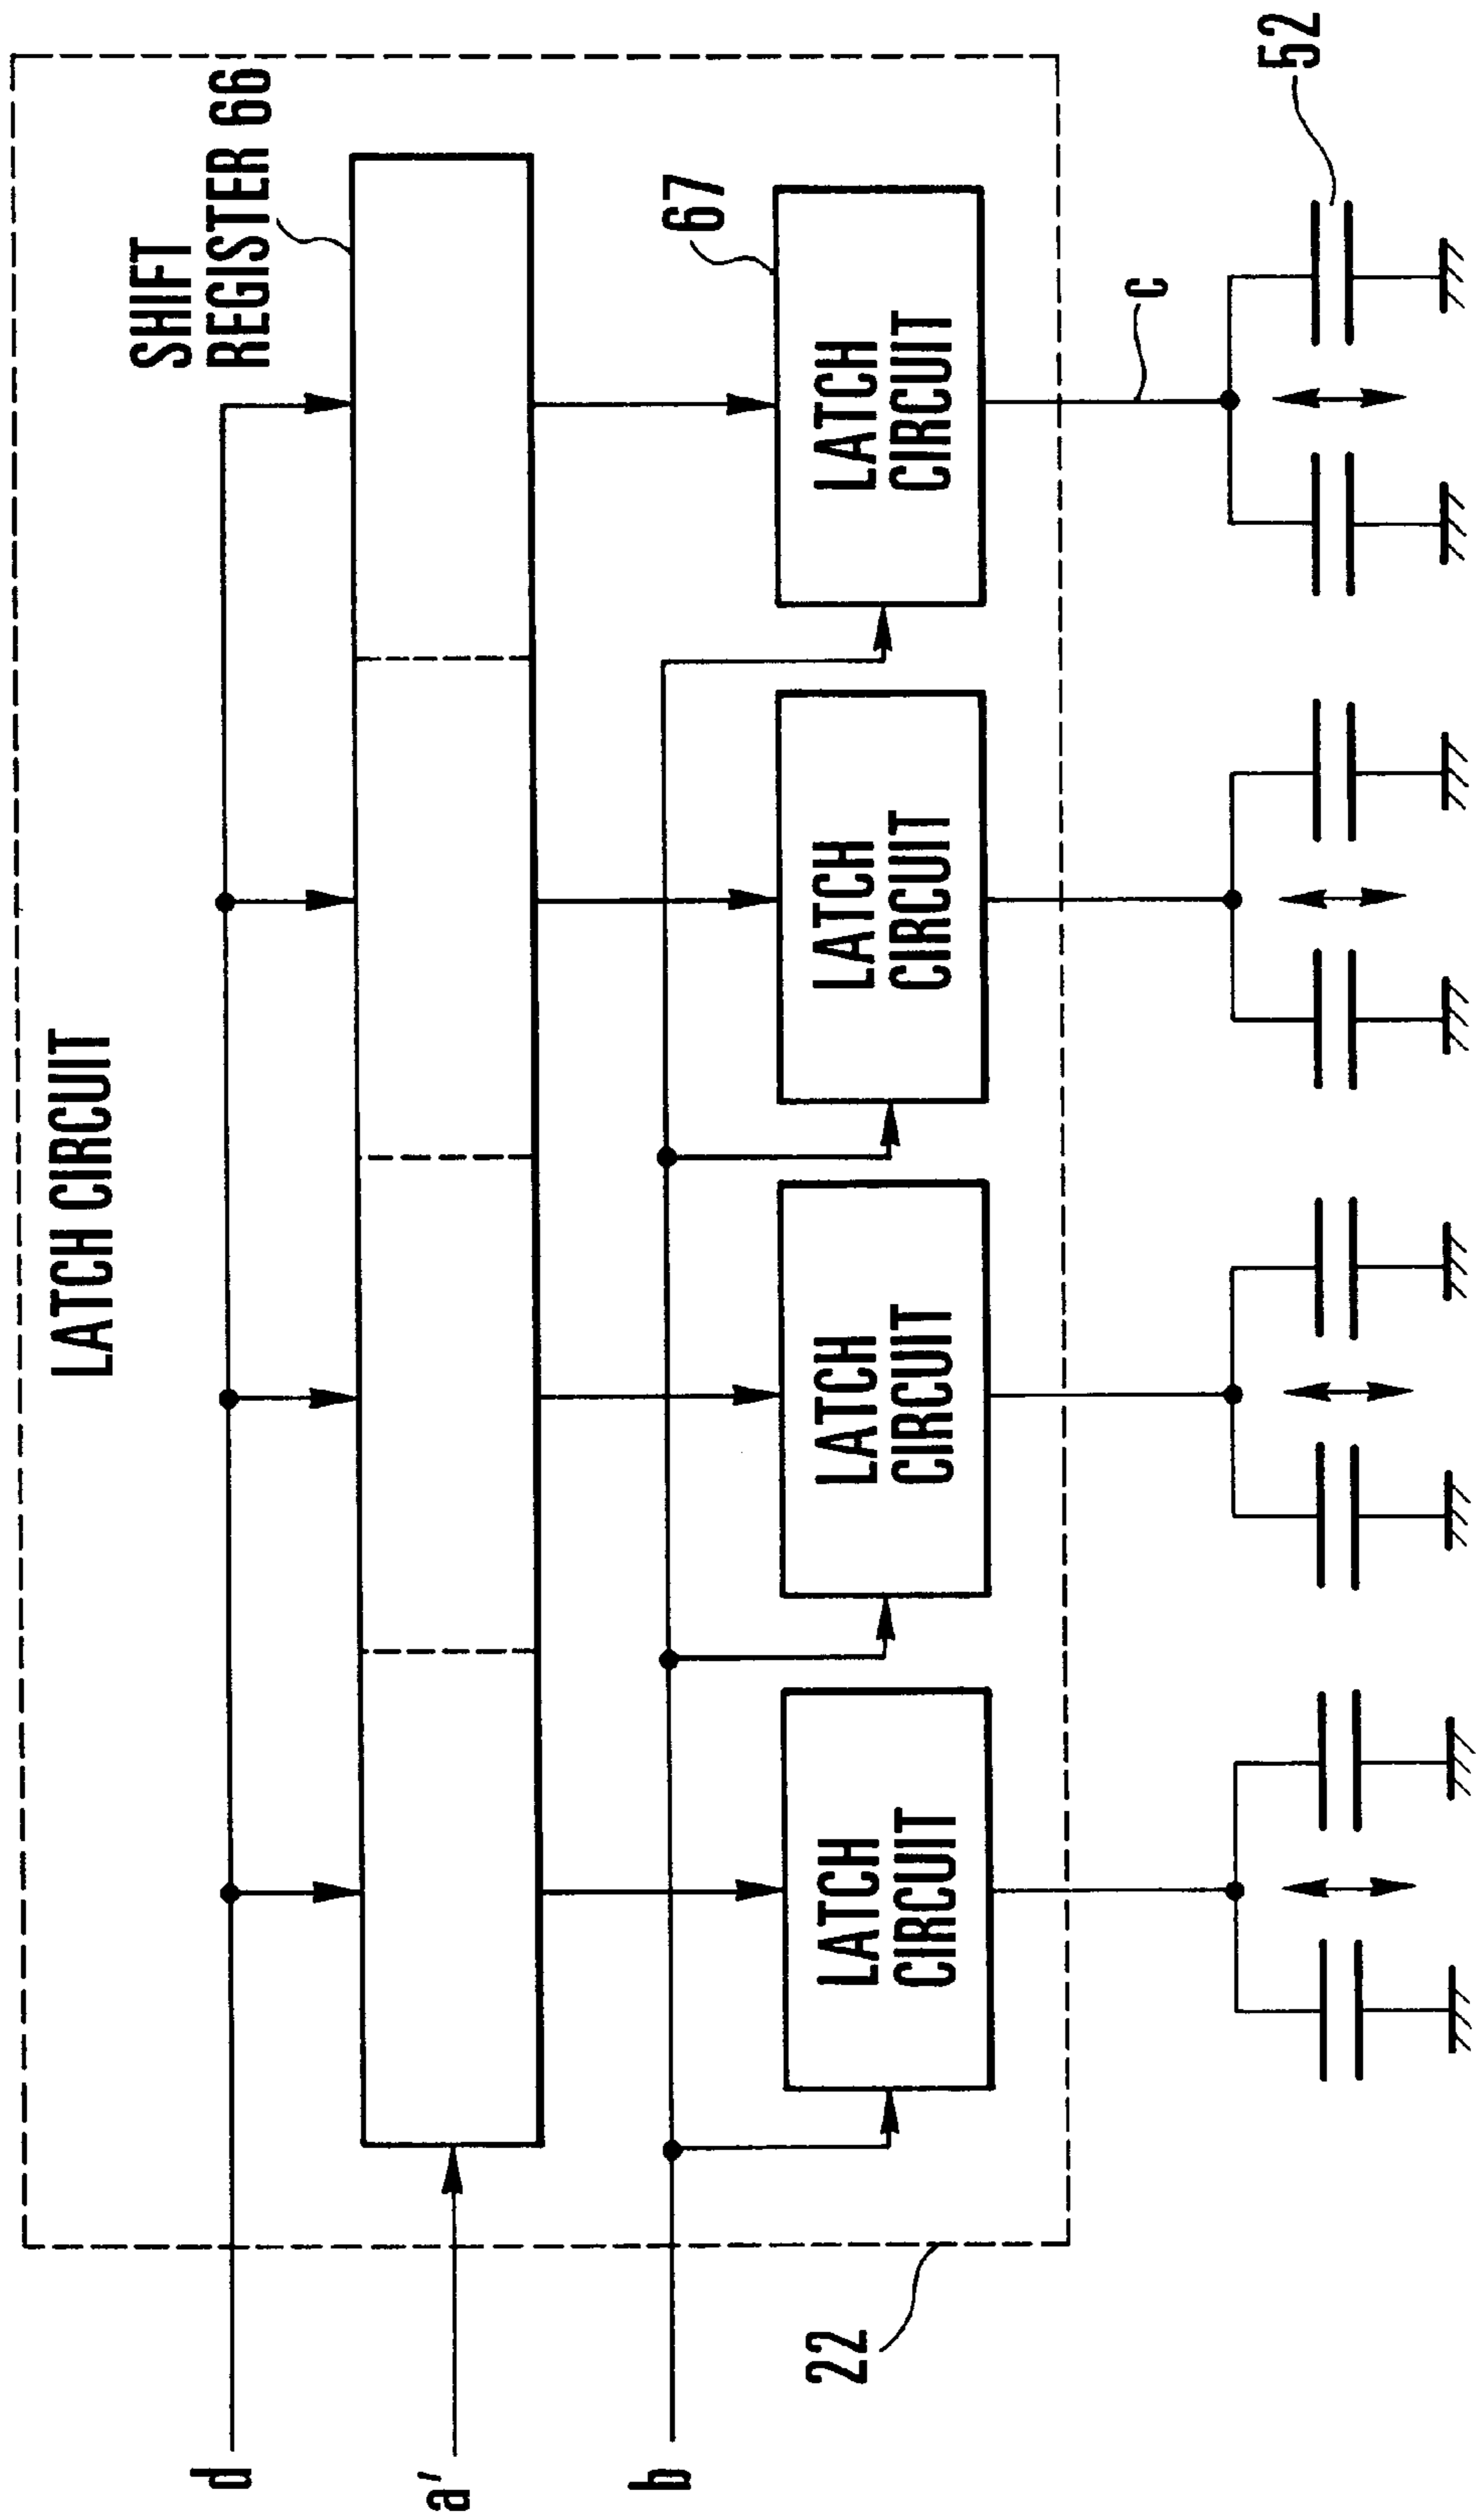 LATCH CIRCUIT
SHIFT
REGISTER 66
d
a'
b
67
LATCH
CIRCUIT
LATCH
CIRCUIT
LATCH
CIRCUIT
LATCH
CIRCUIT
22
c
52